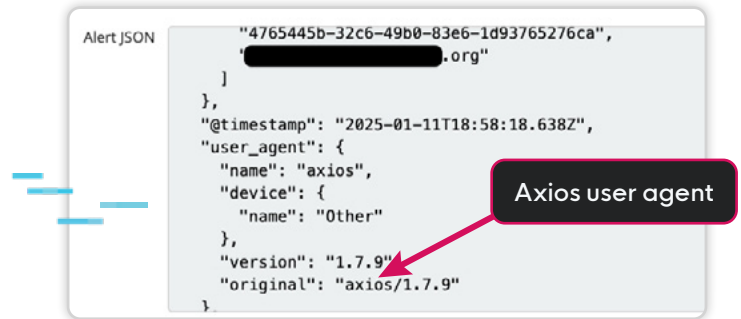 Alert JSON
"4765445b-32c6-49b0-83e6-1d93765276ca",
".org"
]
},
"@timestamp": "2025-01-11T18:58:18.638Z",
"user_agent": {
"name": "axios",
"device": {
"name": "Other"
},
"version": "1.7.9"
"original": "axios/1.7.9"
},
Axios user agent